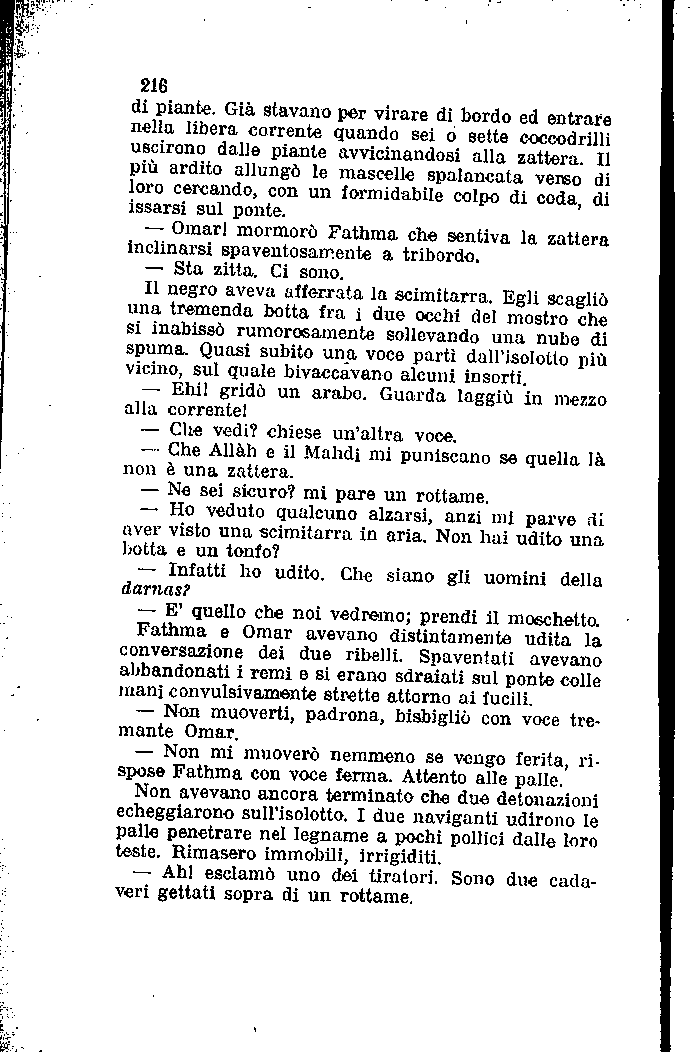 216
di piante. Già stavano per virare di bordo ed entrare
nella libera corrente quando sei o sette coccodrilli
uscirono dalle piante avvicinandosi alla zattera. Il
più ardito allungò le mascelle spalancata verso di
loro cercando, con un formidabile colpo di coda, di
issarsi sul ponte.
— Omar! mormorò Fathma che sentiva la zattera
inclinarsi spaventosamente a tribordo.
— Sta zitta. Ci sono.
Il negro aveva afferrata la scimitarra. Egli scagliò
una tremenda botta fra i due occhi del mostro che
si inabissò rumorosamente sollevando una nube di
spuma. Quasi subito una voce partì dall'isolotto più
vicino, sul quale bivaccavano alcuni insorti.
— Ehi! gridò un arabo. Guarda laggiù in mezzo
alla corrente!
— Che vedi? chiese un'altra voce.
— Che Allàh e il Mahdi mi puniscano se quella là
non è una zattera.
— Ne sei sicuro? mi pare un rottame.
— Ho veduto qualcuno alzarsi, anzi mi parve di
aver visto una scimitarra in aria. Non hai udito una
botta e un tonfo?
— Infatti ho udito. Che siano gli uomini della
darnas?
— E' quello che noi vedremo; prendi il moschetto.
Fathma e Omar avevano distintamente udita la
conversazione dei due ribelli. Spaventati avevano
abbandonati i remi e si erano sdraiati sul ponte colle
mani convulsivamente strette attorno ai fucili.
— Non muoverti, padrona, bisbigliò con voce tre-
mante Omar.
— Non mi muoverò nemmeno se vengo ferita, ri-
spose Fathma con voce ferma. Attento alle palle.
Non avevano ancora terminato che due detonazioni
echeggiarono sull'isolotto. I due naviganti udirono le
palle penetrare nel legname a pochi pollici dalle loro
teste. Rimasero immobili, irrigiditi.
— Ah! esclamò uno dei tiratori. Sono due cada-
veri gettati sopra di un rottame.